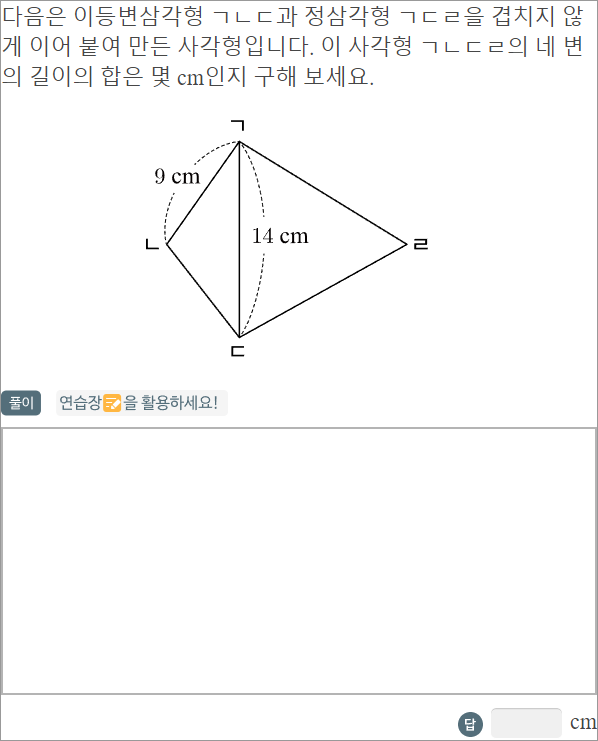 다음은 이등변삼각형 ㄱㄴㄷ과 정삼각형 ㄱㄷㄹ을 겹치지 않
게 이어 붙여 만든 사각형입니다. 이 사각형 ㄱㄴㄷㄹ의 네 변
의 길이의 합은 몇 cm인지 구해 보세요.
ㄱ
9 cm
ㄴ
14 cm
ㄹ
ㄷ
풀이 연습장을 활용하세요!
답 cm